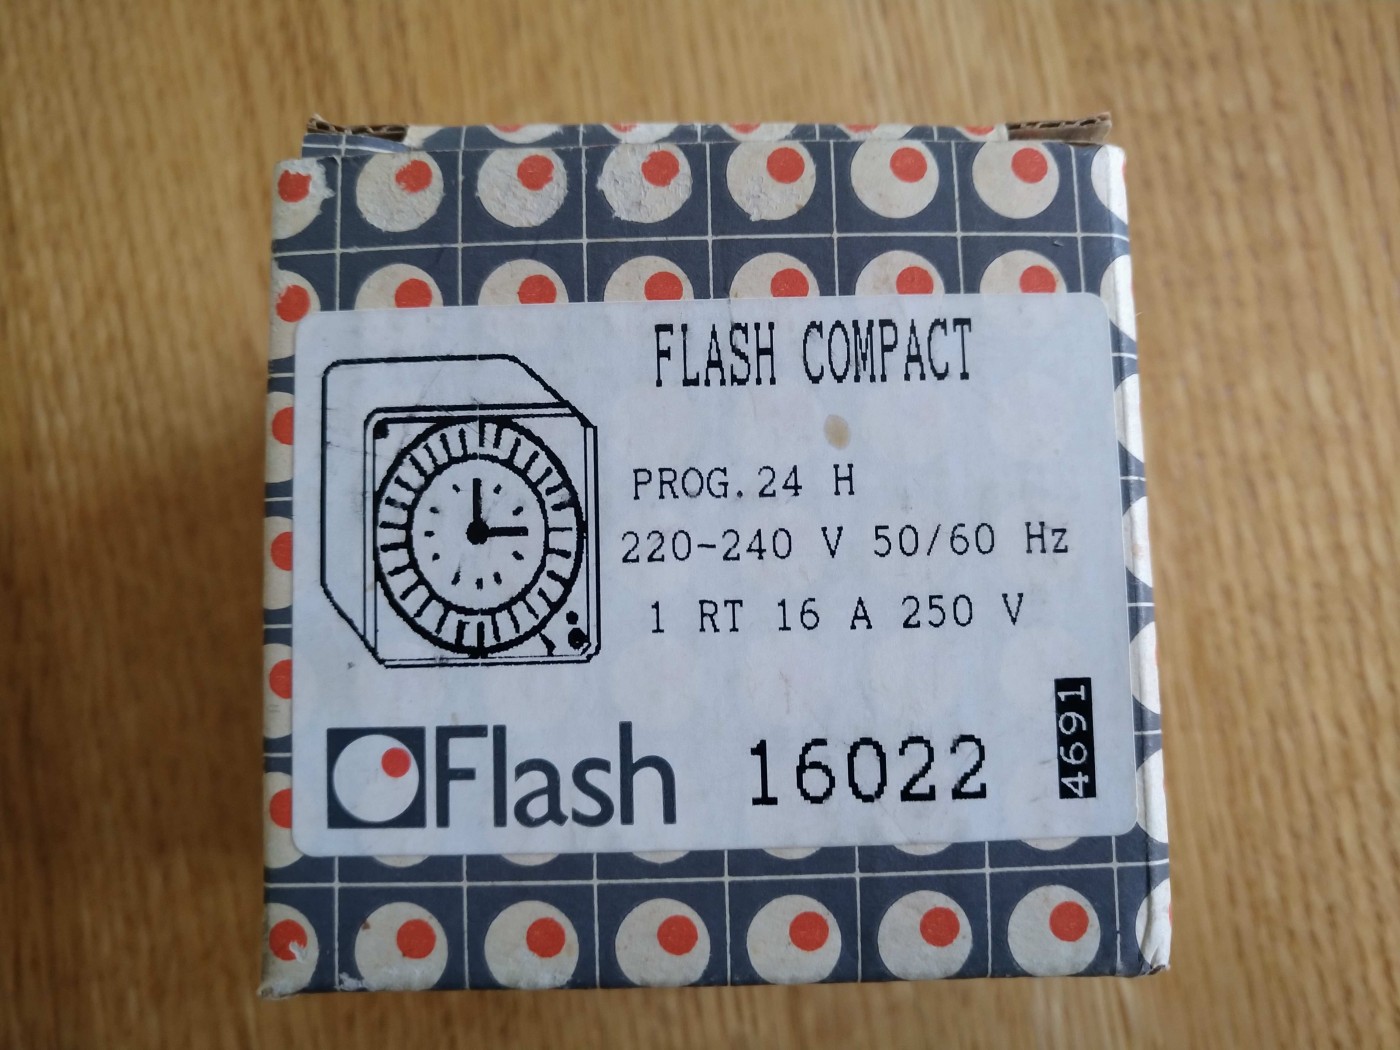 FLASH COMPACT
PROG.24 H
220-240 V 50/60 Hz
1 RT 16 A 250 V
Flash
16022
4691